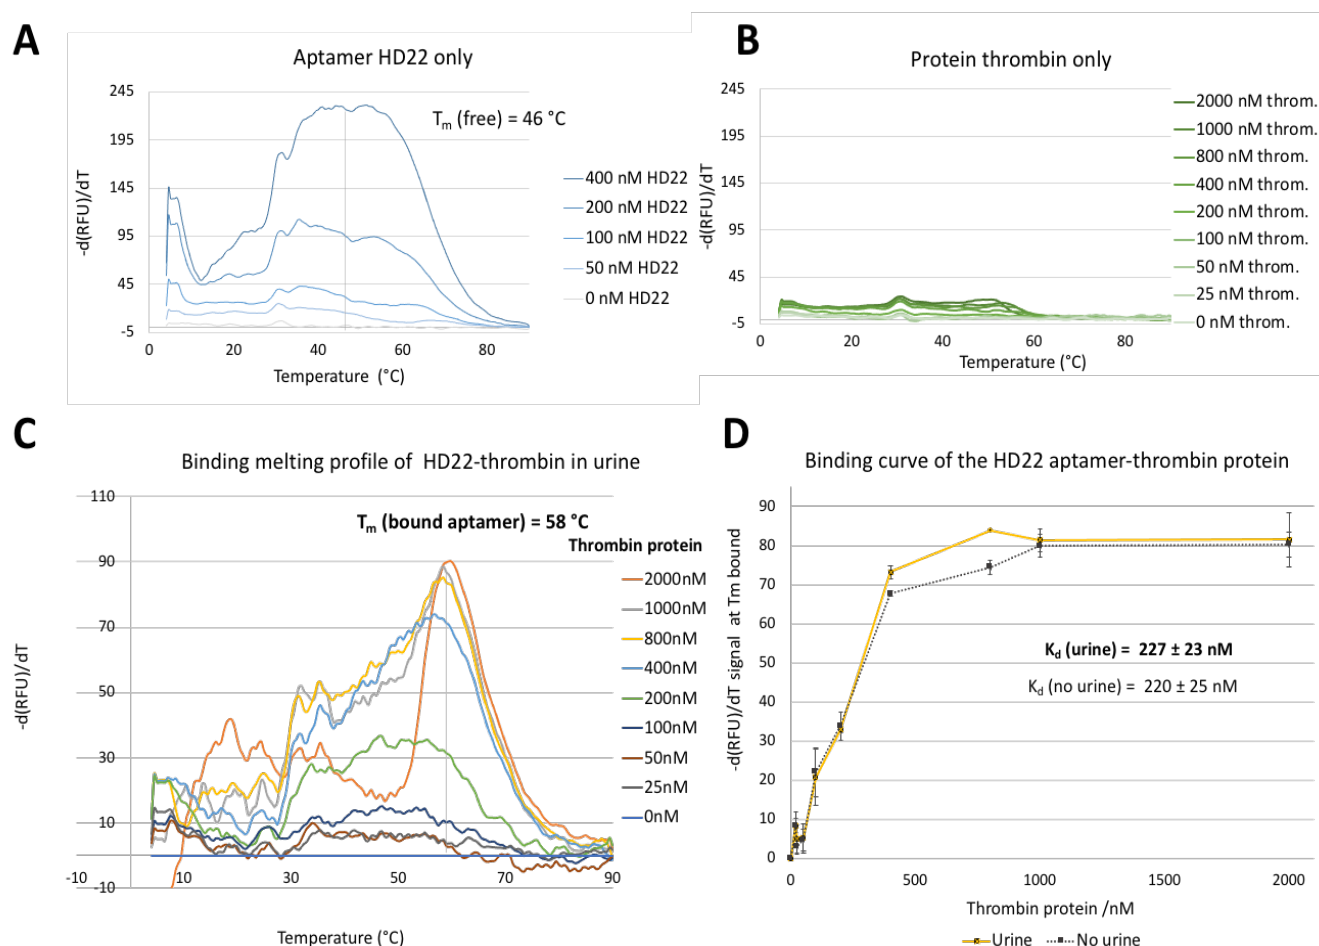 A
Aptamer HD22 only
245
195
145
95
45
-5
-d(RFU)/dT
Tm (free) = 46 °C
400 nM HD22
200 nM HD22
100 nM HD22
50 nM HD22
0 nM HD22
0 20 40 60 80
Temperature (°C)
B
Protein thrombin only
245
195
145
95
45
-5
-d(RFU)/dT
2000 nM throm.
1000 nM throm.
800 nM throm.
400 nM throm.
200 nM throm.
100 nM throm.
50 nM throm.
25 nM throm.
0 nM throm.
0 20 40 60 80
Temperature (°C)
C
Binding melting profile of HD22-thrombin in urine
110
90
70
50
30
10
-10
-d(RFU)/dT
Tm (bound aptamer) = 58 °C
Thrombin protein
2000nM
1000nM
800nM
400nM
200nM
100nM
50nM
25nM
0nM
-10 10 30 50 70 90
Temperature (°C)
D
Binding curve of the HD22 aptamer-thrombin protein
90
80
70
60
50
40
30
20
10
0
-d(RFU)/dT signal at Tm bound
Kd (urine) = 227 ± 23 nM
Kd (no urine) = 220 ± 25 nM
0 500 1000 1500 2000
Thrombin protein /nM
Urine No urine